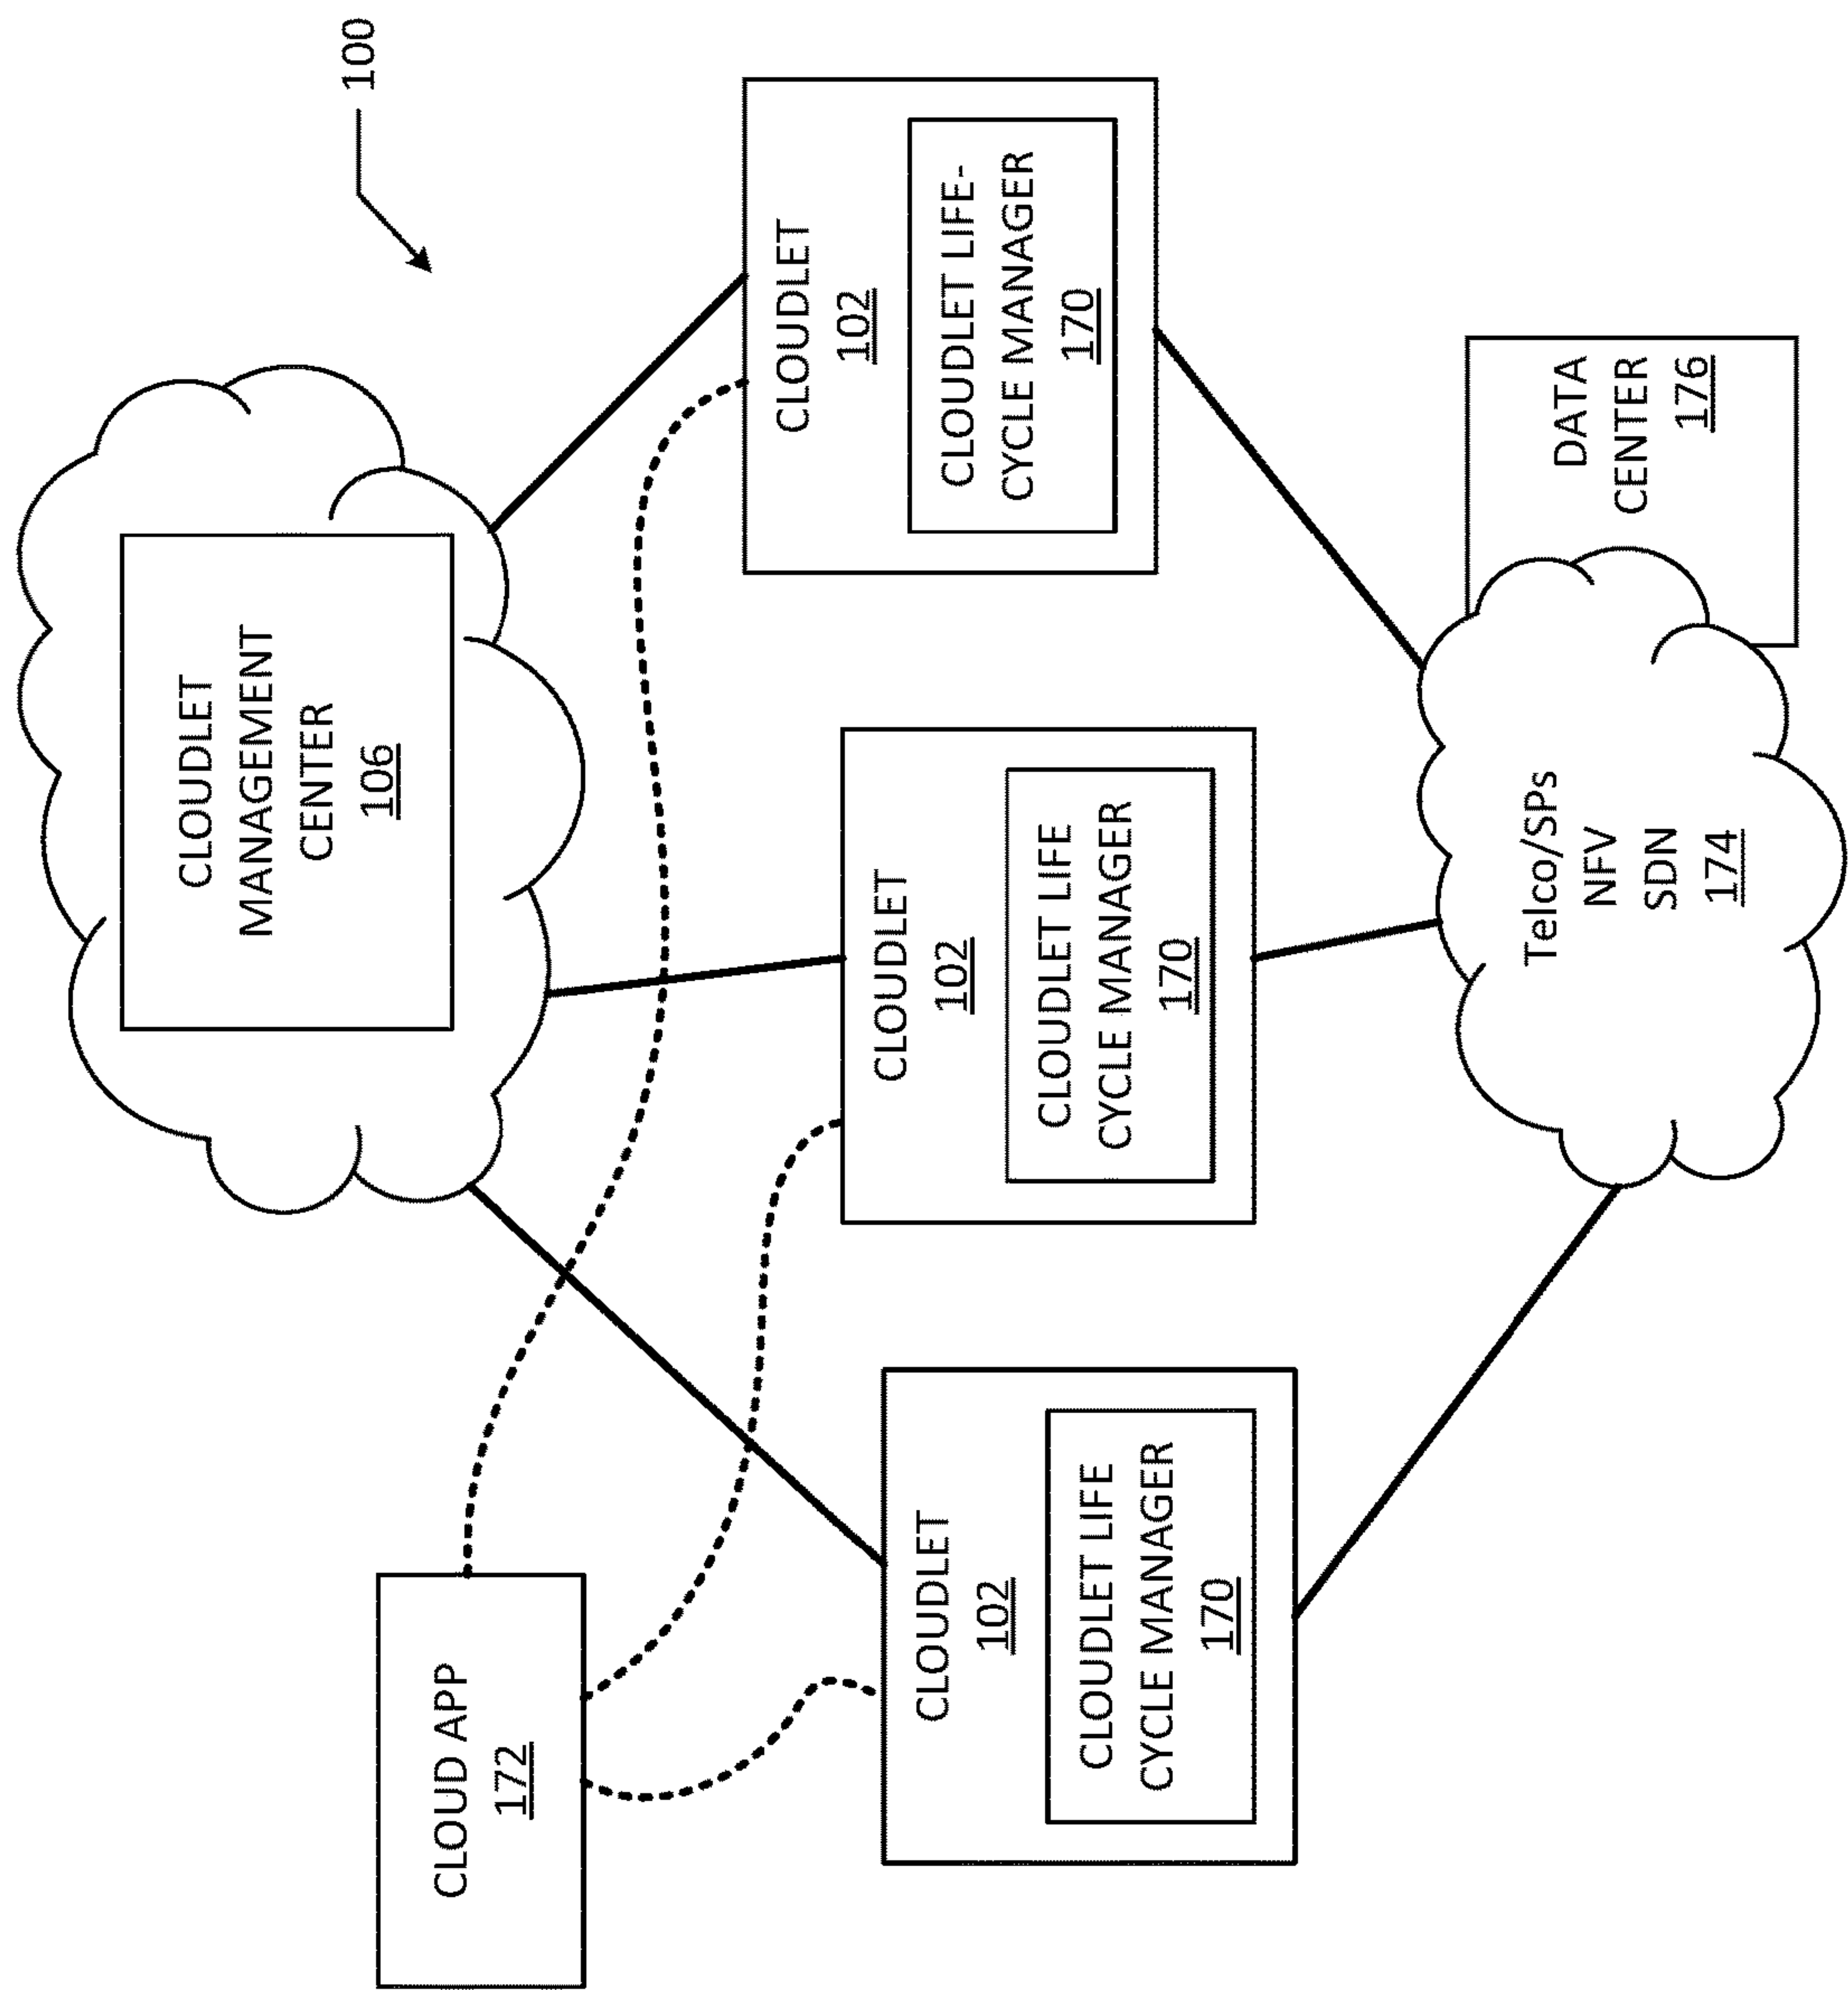 100
CLOUDLET
MANAGEMENT
CENTER
106
CLOUD APP
172
CLOUDLET
102
CLOUDLET LIFE
CYCLE MANAGER
170
CLOUDLET
102
CLOUDLET LIFE
CYCLE MANAGER
170
CLOUDLET
102
CLOUDLET LIFE-
CYCLE MANAGER
170
Telco/SPs
NFV
SDN
174
DATA
CENTER
176